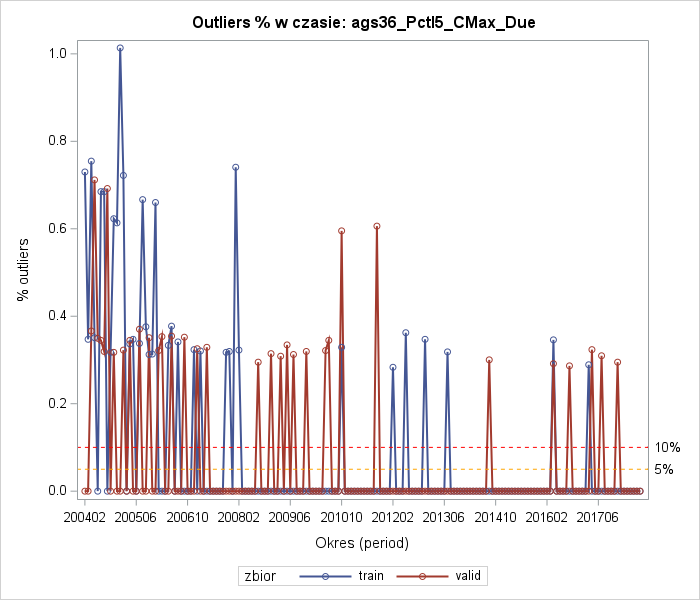 Outliers % w czasie: ags36_Pctl5_CMax_Due
% outliers
1.0
0.8
0.6
0.4
0.2
0.0
10%
5%
200402 200506 200610 200802 200906 201010 201202 201306 201410 201602 201706
Okres (period)
zbior train valid